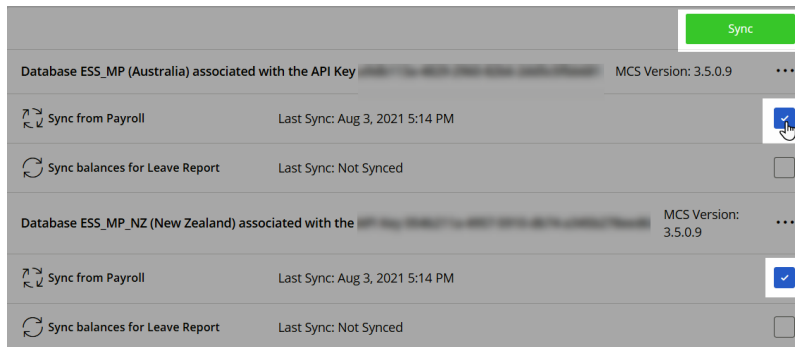 Sync
Database ESS_MP (Australia) associated with the API Key MCS Version: 3.5.0.9
Sync from Payroll Last Sync: Aug 3, 2021 5:14 PM
Sync balances for Leave Report Last Sync: Not Synced
Database ESS_MP_NZ (New Zealand) associated with the MCS Version:
3.5.0.9
Sync from Payroll Last Sync: Aug 3, 2021 5:14 PM
Sync balances for Leave Report Last Sync: Not Synced